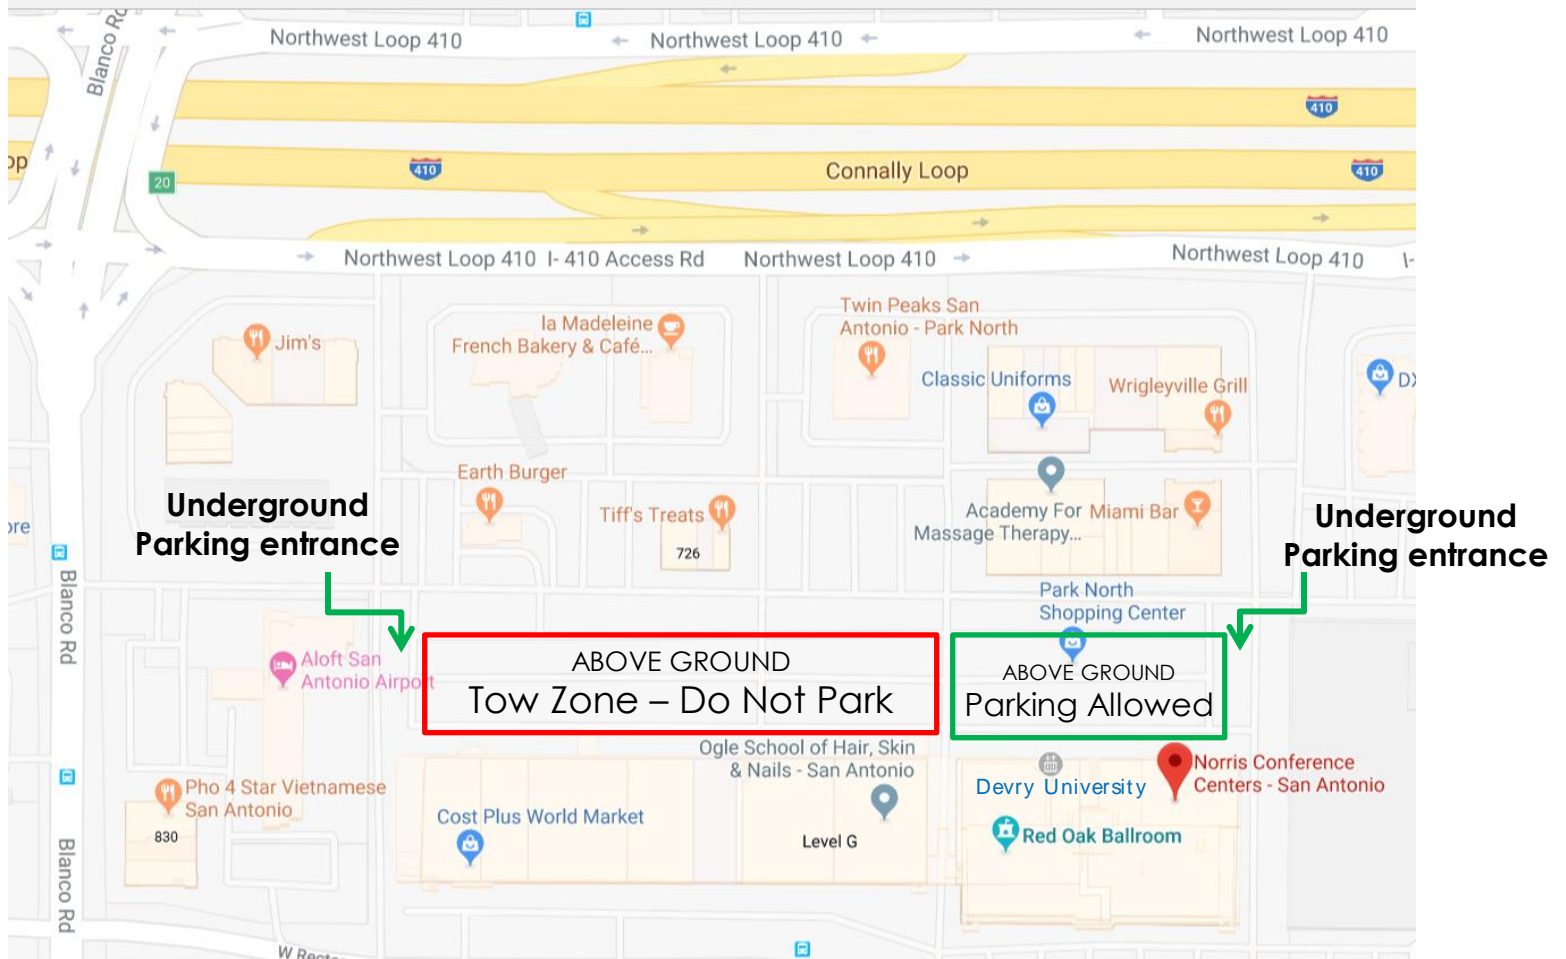 Blanco Rd
Northwest Loop 410
Northwest Loop 410
Northwest Loop 410
410
op
20
410
Connally Loop
410
Northwest Loop 410
I- 410 Access Rd
Northwest Loop 410
Northwest Loop 410
I-
Jim's
la Madeleine
French Bakery & Café...
Twin Peaks San
Antonio - Park North
Classic Uniforms
Wrigleyville Grill
DX
Earth Burger
Tiff's Treats
726
Academy For
Massage Therapy...
Miami Bar
Underground
Parking entrance
Underground
Parking entrance
ore
Blanco Rd
Park North
Shopping Center
Aloft San
Antonio Airport
ABOVE GROUND
Tow Zone – Do Not Park
ABOVE GROUND
Parking Allowed
Ogle School of Hair, Skin
& Nails - San Antonio
Devry University
Norris Conference
Centers - San Antonio
Pho 4 Star Vietnamese
San Antonio
830
Cost Plus World Market
Level G
Red Oak Ballroom
Blanco Rd